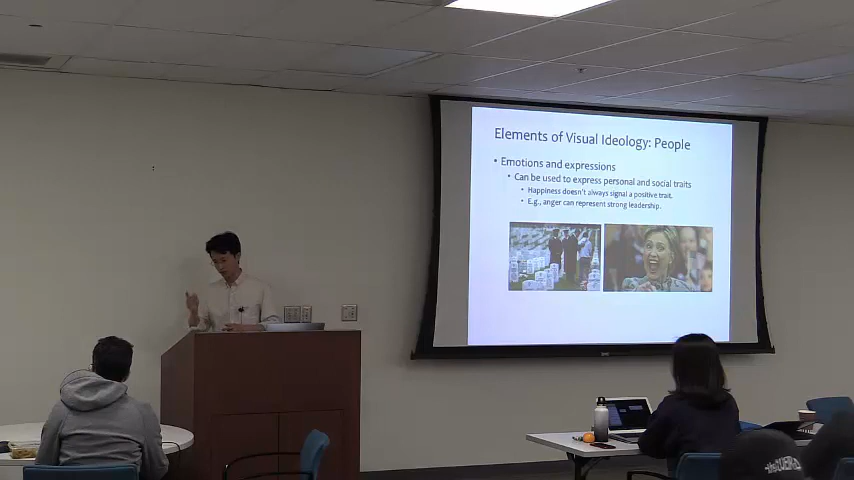 Elements of Visual Ideology: People
• Emotions and expressions
• Can be used to express personal and social traits
• Happiness doesn't always signal a positive trait.
• E.g., anger can represent strong leadership.